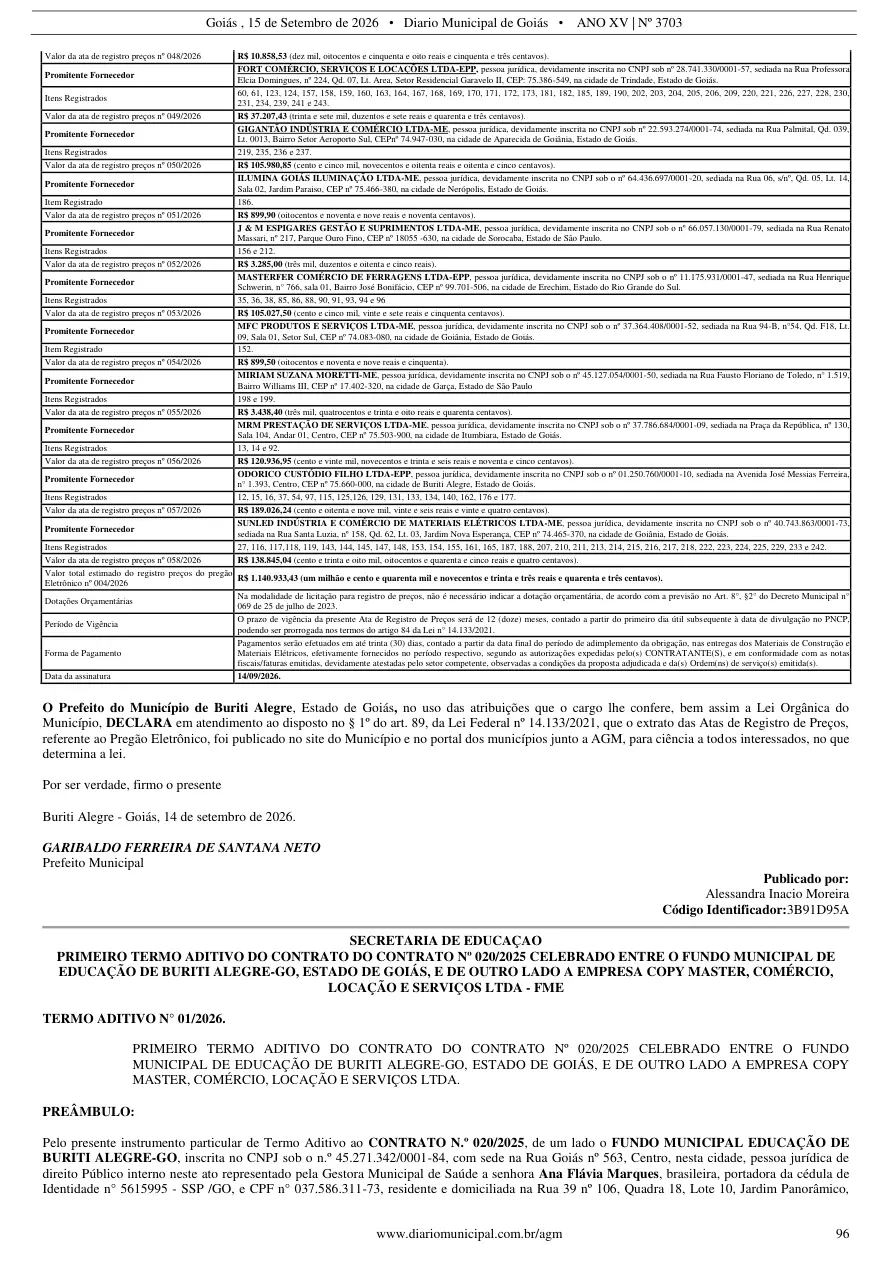 Goiás , 15 de Setembro de 2026 • Diario Municipal de Goiás • ANO XV | Nº 3703
Valor da ata de registro preços nº 048/2026 R$ 10.858,53 (dez mil, oitocentos e cinquenta e oito reais e cinquenta e três centavos).
Promitente Fornecedor FORT COMÉRCIO, SERVIÇOS E LOCAÇÕES LTDA-EPP, pessoa jurídica, devidamente inscrita no CNPJ sob nº 28.741.330/0001-57, sediada na Rua Professora
Elcia Domingues, nº 224, Qd. 07, Lt. Area, Setor Residencial Garavelo II, CEP: 75.386-549, na cidade de Trindade, Estado de Goiás.
Itens Registrados 60, 61, 123, 124, 157, 158, 159, 160, 163, 164, 167, 168, 169, 170, 171, 172, 173, 181, 182, 185, 189, 190, 202, 203, 204, 205, 206, 209, 220, 221, 226, 227, 228, 230,
231, 234, 239, 241 e 243.
Valor da ata de registro preços nº 049/2026 R$ 37.207,43 (trinta e sete mil, duzentos e sete reais e quarenta e três centavos).
Promitente Fornecedor GIGANTÃO INDÚSTRIA E COMÉRCIO LTDA-ME, pessoa jurídica, devidamente inscrita no CNPJ sob nº 22.593.274/0001-74, sediada na Rua Palmital, Qd. 039,
Lt. 0013, Bairro Setor Aeroporto Sul, CEPnº 74.947-030, na cidade de Aparecida de Goiânia, Estado de Goiás.
Itens Registrados 219, 235, 236 e 237.
Valor da ata de registro preços nº 050/2026 R$ 105.980,85 (cento e cinco mil, novecentos e oitenta reais e oitenta e cinco centavos).
Promitente Fornecedor ILUMINA GOIÁS ILUMINAÇÃO LTDA-ME, pessoa jurídica, devidamente inscrita no CNPJ sob o nº 64.436.697/0001-20, sediada na Rua 06, s/nº, Qd. 05, Lt. 14,
Sala 02, Jardim Paraiso, CEP nº 75.466-380, na cidade de Nerópolis, Estado de Goiás.
Item Registrado 186.
Valor da ata de registro preços nº 051/2026 R$ 899,90 (oitocentos e noventa e nove reais e noventa centavos).
Promitente Fornecedor J & M ESPIGARES GESTÃO E SUPRIMENTOS LTDA-ME, pessoa jurídica, devidamente inscrita no CNPJ sob o nº 66.057.130/0001-79, sediada na Rua Renato
Massari, nº 217, Parque Ouro Fino, CEP nº 18055 -630, na cidade de Sorocaba, Estado de São Paulo.
Itens Registrados 156 e 212.
Valor da ata de registro preços nº 052/2026 R$ 3.285,00 (três mil, duzentos e oitenta e cinco reais).
Promitente Fornecedor MASTERFER COMÉRCIO DE FERRAGENS LTDA-EPP, pessoa jurídica, devidamente inscrita no CNPJ sob o nº 11.175.931/0001-47, sediada na Rua Henrique
Schwerin, n° 766, sala 01, Bairro José Bonifácio, CEP nº 99.701-506, na cidade de Erechim, Estado do Rio Grande do Sul.
Itens Registrados 35, 36, 38, 85, 86, 88, 90, 91, 93, 94 e 96
Valor da ata de registro preços nº 053/2026 R$ 105.027,50 (cento e cinco mil, vinte e sete reais e cinquenta centavos).
Promitente Fornecedor MFC PRODUTOS E SERVIÇOS LTDA-ME, pessoa jurídica, devidamente inscrita no CNPJ sob o nº 37.364.408/0001-52, sediada na Rua 94-B, n°54, Qd. F18, Lt.
09, Sala 01, Setor Sul, CEP nº 74.083-080, na cidade de Goiânia, Estado de Goiás.
Item Registrado 152.
Valor da ata de registro preços nº 054/2026 R$ 899,50 (oitocentos e noventa e nove reais e cinquenta).
Promitente Fornecedor MIRIAM SUZANA MORETTI-ME, pessoa jurídica, devidamente inscrita no CNPJ sob o nº 45.127.054/0001-50, sediada na Rua Fausto Floriano de Toledo, n° 1.519,
Bairro Williams III, CEP nº 17.402-320, na cidade de Garça, Estado de São Paulo
Itens Registrados 198 e 199.
Valor da ata de registro preços nº 055/2026 R$ 3.438,40 (três mil, quatrocentos e trinta e oito reais e quarenta centavos).
Promitente Fornecedor MRM PRESTAÇÃO DE SERVIÇOS LTDA-ME, pessoa jurídica, devidamente inscrita no CNPJ sob o nº 37.786.684/0001-09, sediada na Praça da República, nº 130,
Sala 104, Andar 01, Centro, CEP nº 75.503-900, na cidade de Itumbiara, Estado de Goiás.
Itens Registrados 13, 14 e 92.
Valor da ata de registro preços nº 056/2026 R$ 120.936,95 (cento e vinte mil, novecentos e trinta e seis reais e noventa e cinco centavos).
Promitente Fornecedor ODORICO CUSTÓDIO FILHO LTDA-EPP, pessoa jurídica, devidamente inscrita no CNPJ sob o nº 01.250.760/0001-10, sediada na Avenida José Messias Ferreira,
n° 1.393, Centro, CEP nº 75.660-000, na cidade de Buriti Alegre, Estado de Goiás.
Itens Registrados 12, 15, 16, 37, 54, 97, 115, 125,126, 129, 131, 133, 134, 140, 162, 176 e 177.
Valor da ata de registro preços nº 057/2026 R$ 189.026,24 (cento e oitenta e nove mil, vinte e seis reais e vinte e quatro centavos).
Promitente Fornecedor SUNLED INDÚSTRIA E COMÉRCIO DE MATERIAIS ELÉTRICOS LTDA-ME, pessoa jurídica, devidamente inscrita no CNPJ sob o nº 40.743.863/0001-73,
sediada na Rua Santa Luzia, nº 158, Qd. 62, Lt. 03, Jardim Nova Esperança, CEP nº 74.465-370, na cidade de Goiânia, Estado de Goiás.
Itens Registrados 27, 116, 117,118, 119, 143, 144, 145, 147, 148, 153, 154, 155, 161, 165, 187, 188, 207, 210, 211, 213, 214, 215, 216, 217, 218, 222, 223, 224, 225, 229, 233 e 242.
Valor da ata de registro preços nº 058/2026 R$ 138.845,04 (cento e trinta e oito mil, oitocentos e quarenta e cinco reais e quatro centavos).
Valor total estimado do registro preços do pregão
Eletrônico nº 004/2026 R$ 1.140.933,43 (um milhão e cento e quarenta mil e novecentos e trinta e três reais e quarenta e três centavos).
Dotações Orçamentárias Na modalidade de licitação para registro de preços, não é necessário indicar a dotação orçamentária, de acordo com a previsão no Art. 8°, §2° do Decreto Municipal n°
069 de 25 de julho de 2023.
Período de Vigência O prazo de vigência da presente Ata de Registro de Preços será de 12 (doze) meses, contado a partir do primeiro dia útil subsequente à data de divulgação no PNCP,
podendo ser prorrogada nos termos do artigo 84 da Lei n° 14.133/2021.
Forma de Pagamento Pagamentos serão efetuados em até trinta (30) dias, contado a partir da data final do período de adimplemento da obrigação, nas entregas dos Materiais de Construção e
Materiais Elétricos, efetivamente fornecidos no período respectivo, segundo as autorizações expedidas pelo(s) CONTRATANTE(S), e em conformidade com as notas
fiscais/faturas emitidas, devidamente atestadas pelo setor competente, observadas a condições da proposta adjudicada e da(s) Ordem(ns) de serviço(s) emitida(s).
Data da assinatura 14/09/2026.
O Prefeito do Município de Buriti Alegre, Estado de Goiás, no uso das atribuições que o cargo lhe confere, bem assim a Lei Orgânica do
Município, DECLARA em atendimento ao disposto no § 1º do art. 89, da Lei Federal nº 14.133/2021, que o extrato das Atas de Registro de Preços,
referente ao Pregão Eletrônico, foi publicado no site do Município e no portal dos municípios junto a AGM, para ciência a todos interessados, no que
determina a lei.
Por ser verdade, firmo o presente
Buriti Alegre - Goiás, 14 de setembro de 2026.
GARIBALDO FERREIRA DE SANTANA NETO
Prefeito Municipal
Publicado por:
Alessandra Inacio Moreira
Código Identificador:3B91D95A
SECRETARIA DE EDUCAÇAO
PRIMEIRO TERMO ADITIVO DO CONTRATO DO CONTRATO Nº 020/2025 CELEBRADO ENTRE O FUNDO MUNICIPAL DE
EDUCAÇÃO DE BURITI ALEGRE-GO, ESTADO DE GOIÁS, E DE OUTRO LADO A EMPRESA COPY MASTER, COMÉRCIO,
LOCAÇÃO E SERVIÇOS LTDA - FME
TERMO ADITIVO N° 01/2026.
PRIMEIRO TERMO ADITIVO DO CONTRATO DO CONTRATO Nº 020/2025 CELEBRADO ENTRE O FUNDO
MUNICIPAL DE EDUCAÇÃO DE BURITI ALEGRE-GO, ESTADO DE GOIÁS, E DE OUTRO LADO A EMPRESA COPY
MASTER, COMÉRCIO, LOCAÇÃO E SERVIÇOS LTDA.
PREÂMBULO:
Pelo presente instrumento particular de Termo Aditivo ao CONTRATO N.º 020/2025, de um lado o FUNDO MUNICIPAL EDUCAÇÃO DE
BURITI ALEGRE-GO, inscrita no CNPJ sob o n.º 45.271.342/0001-84, com sede na Rua Goiás nº 563, Centro, nesta cidade, pessoa jurídica de
direito Público interno neste ato representado pela Gestora Municipal de Saúde a senhora Ana Flávia Marques, brasileira, portadora da cédula de
Identidade n° 5615995 - SSP /GO, e CPF n° 037.586.311-73, residente e domiciliada na Rua 39 nº 106, Quadra 18, Lote 10, Jardim Panorâmico,
www.diariomunicipal.com.br/agm 96